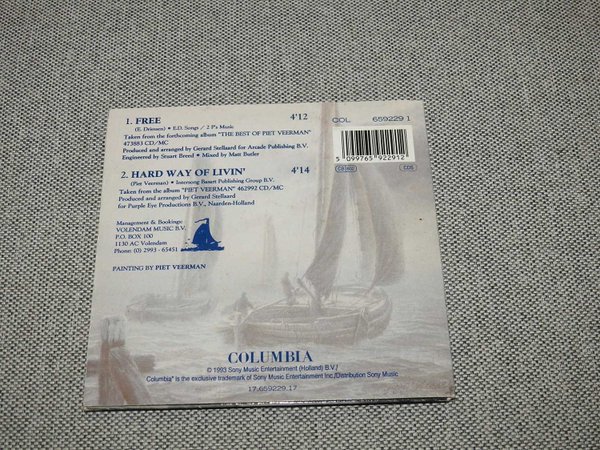 1. FREE 4'12
(E. Driessen) • E.D. Songs / 2 P's Music
Taken from the forthcoming album "THE BEST OF PIET VEERMAN"
473883 CD/MC
Produced and arranged by Gerard Stellaard for Arcade Publishing B.V.
Engineered by Stuart Breed • Mixed by Matt Butler
2. HARD WAY OF LIVIN' 4'14
(Piet Veerman) • Intersong Basart Publishing Group B.V.
Taken from the album "PIET VEERMAN" 462992 CD/MC
Produced and arranged by Gerard Stellaard
for Purple Eye Productions B.V., Naarden-Holland
Management & Bookings:
VOLENDAM MUSIC B.V.
P.O. BOX 100
1130 AC Volendam
Phone: (0) 2993 - 65451
PAINTING BY PIET VEERMAN
COL 659229 1
5 099765 922912
CB 802 CDS
COLUMBIA
© 1993 Sony Music Entertainment (Holland) B.V./
Columbia® is the exclusive trademark of Sony Music Entertainment Inc./Distribution Sony Music
17.659229.17